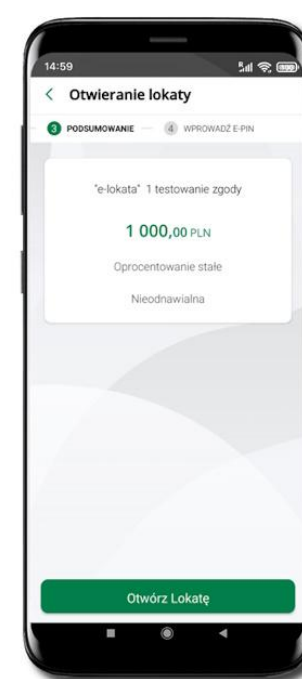 14:59
Otwieranie lokaty
3 PODSUMOWANIE 4 WPROWADŹ E-PIN
"e-lokata" 1 testowanie zgody
1 000,00 PLN
Oprocentowanie stałe
Nieodnawialna
Otwórz Lokatę